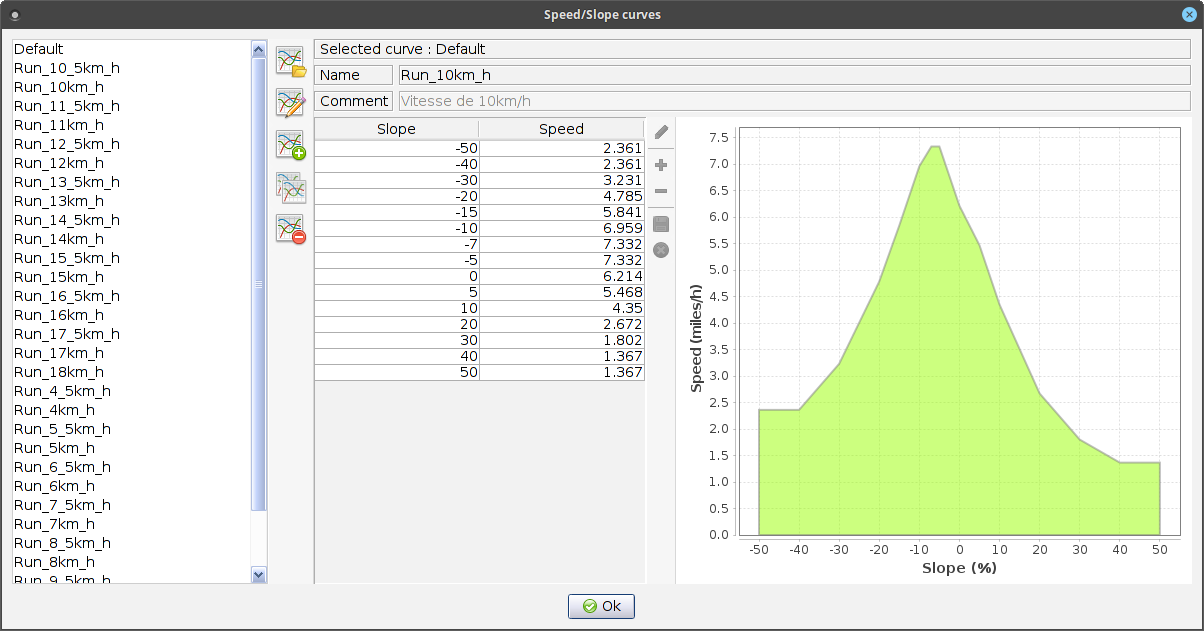 Speed/Slope curves
Default
Run_10_5km_h
Run_10km_h
Run_11_5km_h
Run_11km_h
Run_12_5km_h
Run_12km_h
Run_13_5km_h
Run_13km_h
Run_14_5km_h
Run_14km_h
Run_15_5km_h
Run_15km_h
Run_16_5km_h
Run_16km_h
Run_17_5km_h
Run_17km_h
Run_18km_h
Run_4_5km_h
Run_4km_h
Run_5_5km_h
Run_5km_h
Run_6_5km_h
Run_6km_h
Run_7_5km_h
Run_7km_h
Run_8_5km_h
Run_8km_h
Run_9_5km_h
Selected curve : Default
Name Run_10km_h
Comment Vitesse de 10km/h
Slope Speed
-50 2.361
-40 2.361
-30 3.231
-20 4.785
-15 5.841
-10 6.959
-7 7.332
-5 7.332
0 6.214
5 5.468
10 4.35
20 2.672
30 1.802
40 1.367
50 1.367
Speed (miles/h)
7.5
7.0
6.5
6.0
5.5
5.0
4.5
4.0
3.5
3.0
2.5
2.0
1.5
1.0
0.5
0.0
-50 -40 -30 -20 -10 0 10 20 30 40 50
Slope (%)
Ok